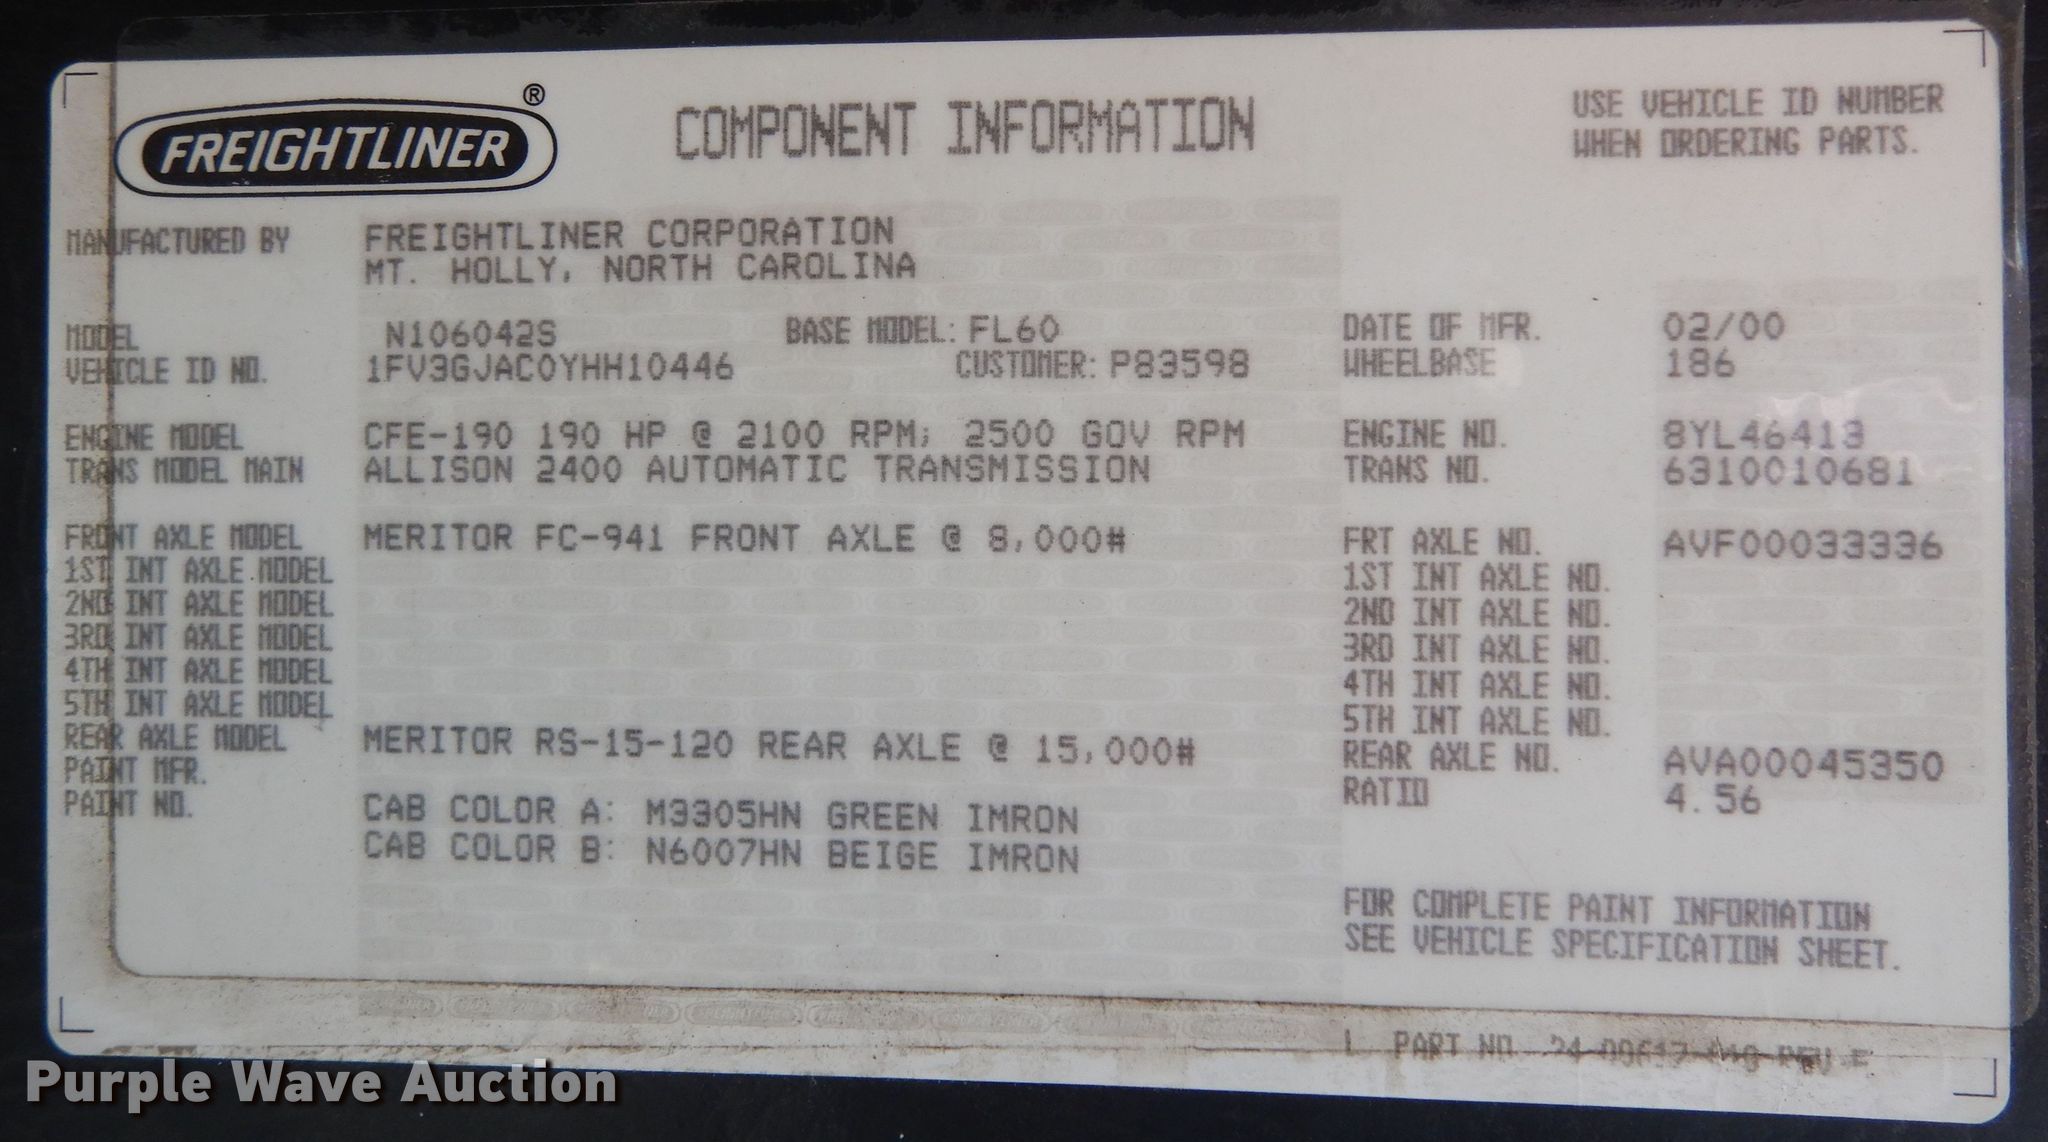 FREIGHTLINER®
COMPONENT INFORMATION
USE VEHICLE ID NUMBER
WHEN ORDERING PARTS.
MANUFACTURED BY FREIGHTLINER CORPORATION
MT. HOLLY, NORTH CAROLINA
MODEL N106042S BASE MODEL: FL60 DATE OF MFR. 02/00
VEHICLE ID NO. 1FV3GJAC0YHH10446 CUSTOMER: P83598 WHEELBASE 186
ENGINE MODEL CFE-190 190 HP @ 2100 RPM; 2500 GOV RPM ENGINE NO. 8YL46413
TRANS MODEL MAIN ALLISON 2400 AUTOMATIC TRANSMISSION TRANS NO. 6310010681
FRONT AXLE MODEL MERITOR FC-941 FRONT AXLE @ 8,000# FRT AXLE NO. AVF00033336
1ST INT AXLE MODEL 1ST INT AXLE NO.
2ND INT AXLE MODEL 2ND INT AXLE NO.
3RD INT AXLE MODEL 3RD INT AXLE NO.
4TH INT AXLE MODEL 4TH INT AXLE NO.
5TH INT AXLE MODEL 5TH INT AXLE NO.
REAR AXLE MODEL MERITOR RS-15-120 REAR AXLE @ 15,000# REAR AXLE NO. AVA00045350
PAINT MFR. RATIO 4.56
PAINT NO. CAB COLOR A: M3305HN GREEN IMRON
CAB COLOR B: N6007HN BEIGE IMRON
FOR COMPLETE PAINT INFORMATION
SEE VEHICLE SPECIFICATION SHEET.
PART NO
Purple Wave Auction